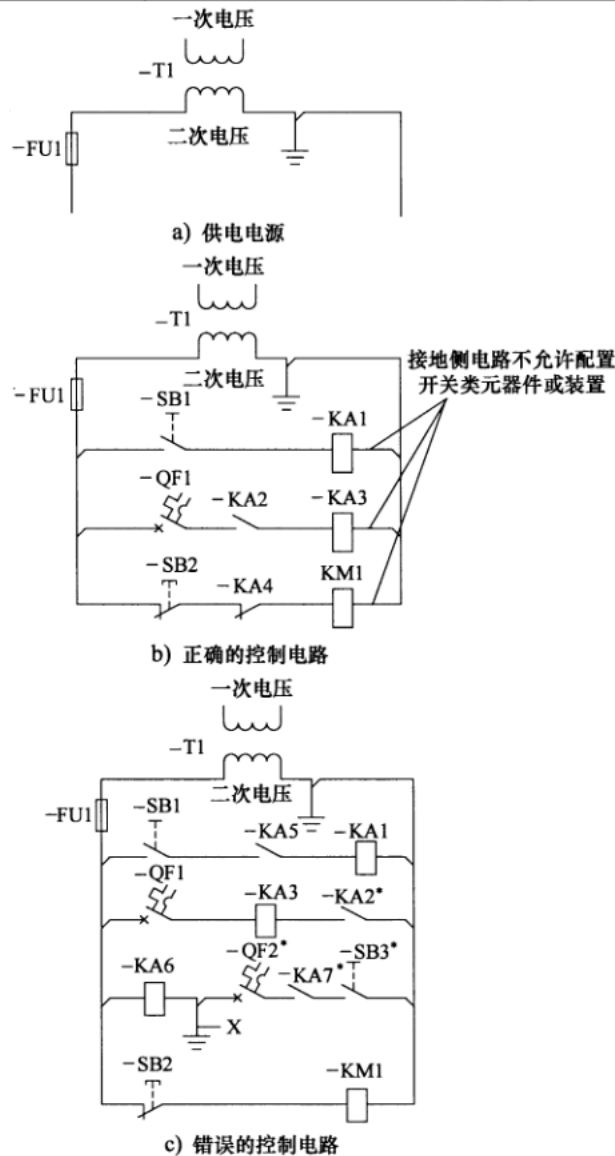 一次电压
-T1
二次电压
-FU1
a) 供电电源
一次电压
-T1
二次电压
接地侧电路不允许配置
开关类元器件或装置
-FU1
-SB1
-KA1
-QF1
-KA2
-KA3
-SB2
-KA4
KM1
b) 正确的控制电路
一次电压
-T1
二次电压
-FU1
-SB1
-KA5
-KA1
-QF1
-KA3
-KA2*
-KA6
-QF2*
-KA7*
-SB3*
X
-SB2
-KM1
c) 错误的控制电路